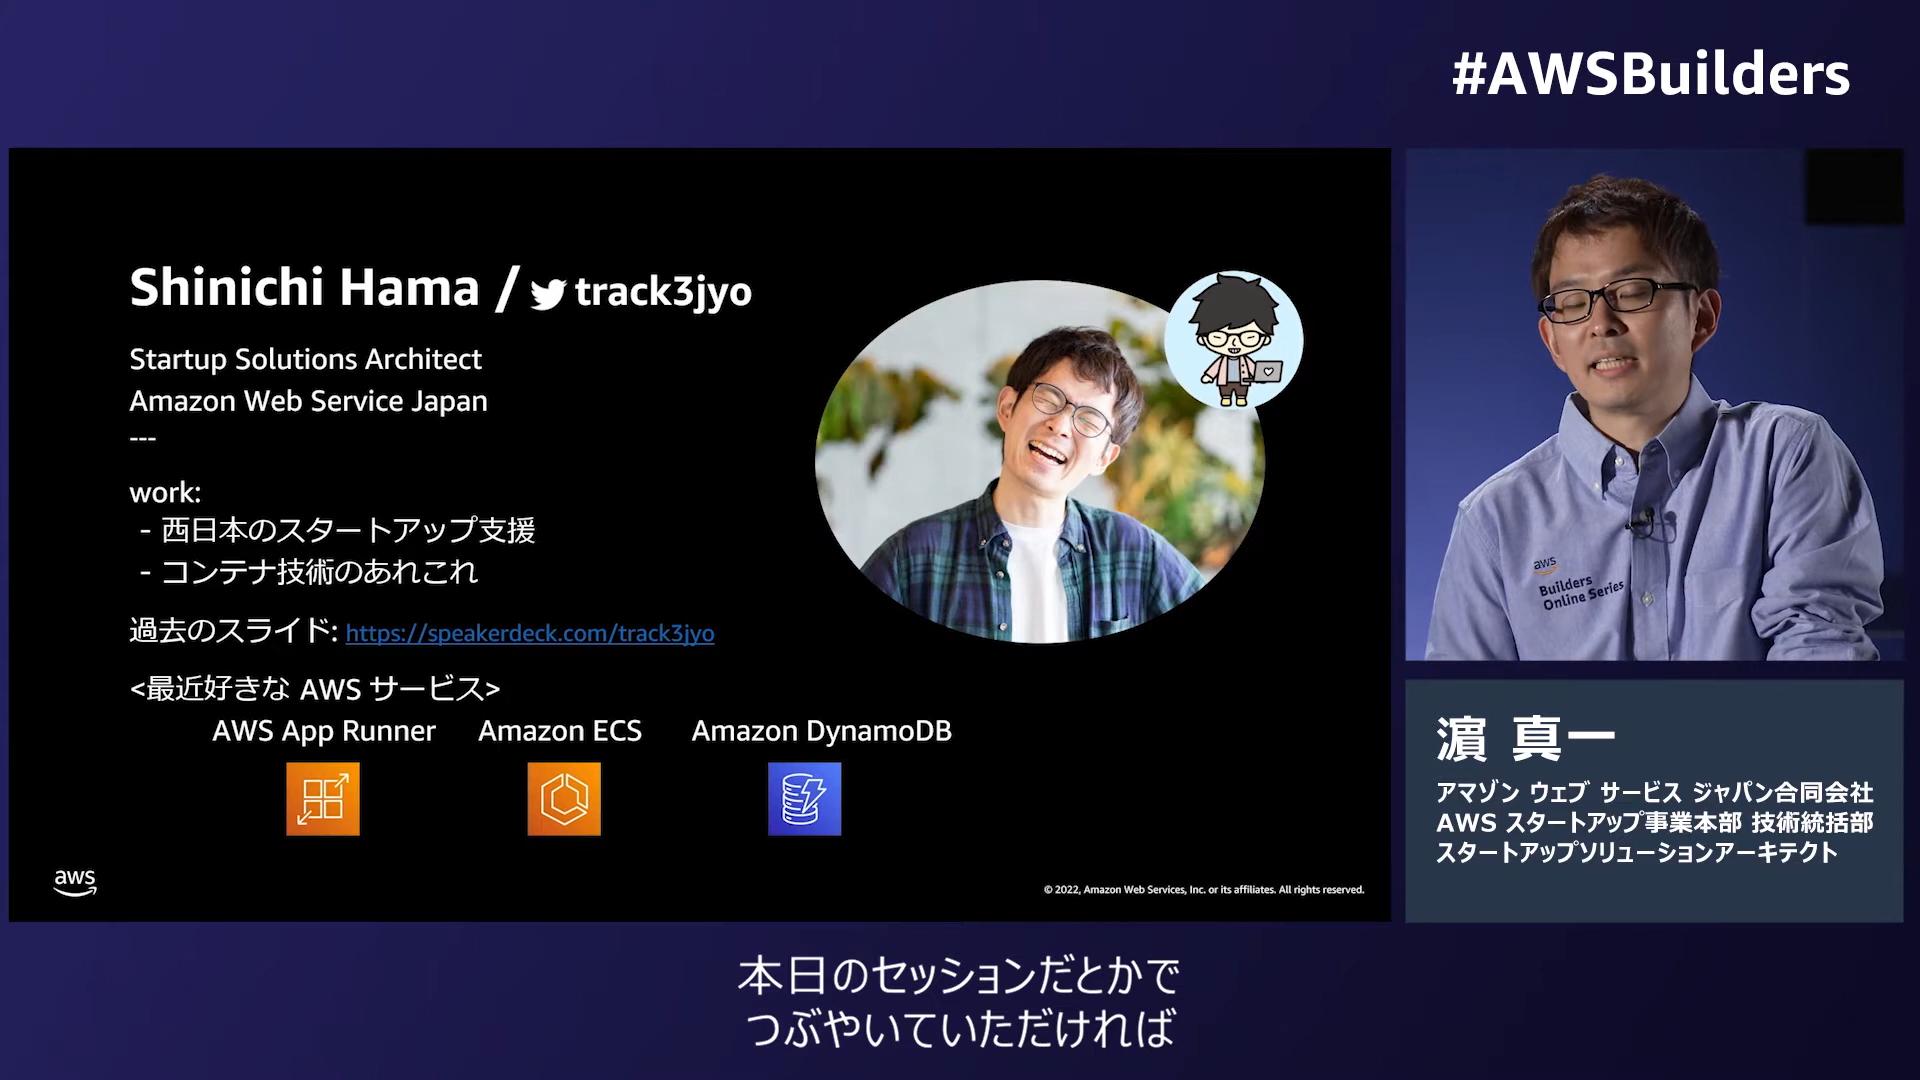 #AWSBuilders
Shinichi Hama / track3jyo
Startup Solutions Architect
Amazon Web Service Japan
---
work:
- 西日本のスタートアップ支援
- コンテナ技術のあれこれ
過去のスライド: https://speakerdeck.com/track3jyo
<最近好きな AWS サービス>
AWS App Runner Amazon ECS Amazon DynamoDB
aws
© 2022, Amazon Web Services, Inc. or its affiliates. All rights reserved.
aws
Builders
Online Series
濵 真一
アマゾン ウェブ サービス ジャパン合同会社
AWS スタートアップ事業本部 技術統括部
スタートアップソリューションアーキテクト
本日のセッションだとかで
つぶやいていただければ